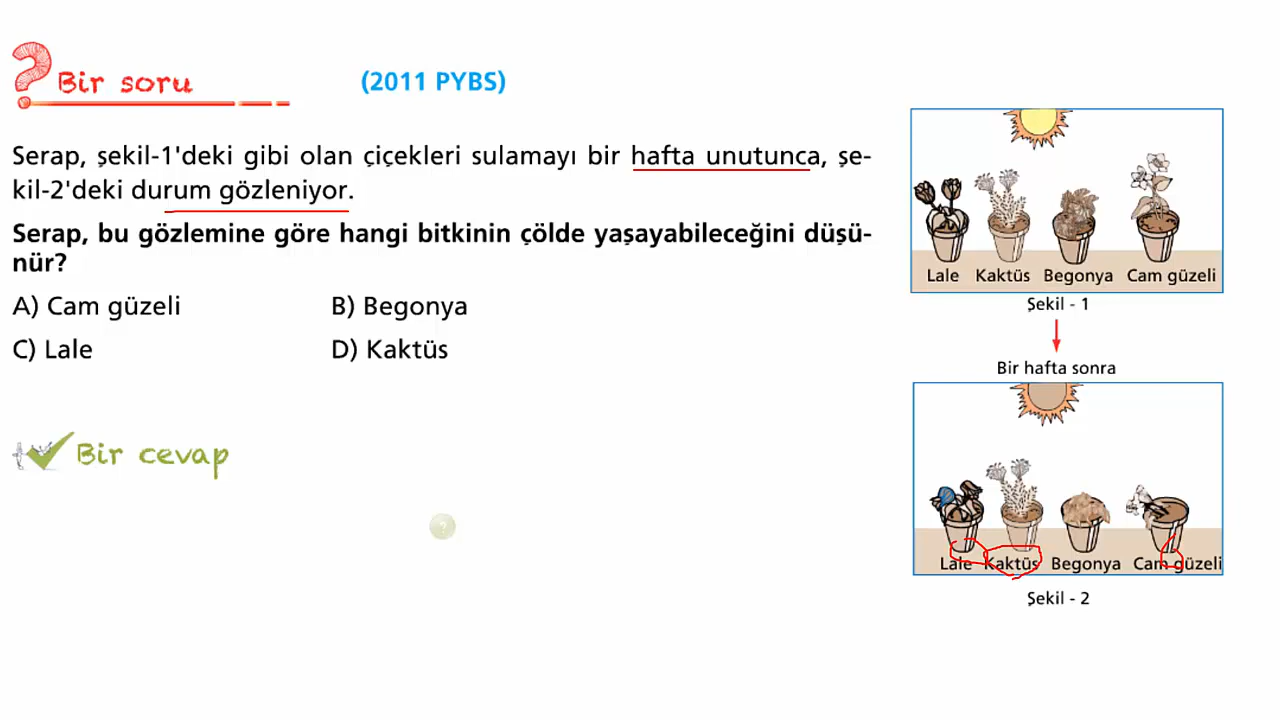 Bir soru
(2011 PYBS)
Serap, şekil-1'deki gibi olan çiçekleri sulamayı bir hafta unutunca, şe-
kil-2'deki durum gözleniyor.
Serap, bu gözlemine göre hangi bitkinin çölde yaşayabileceğini düşü-
nür?
A) Cam güzeli
B) Begonya
C) Lale
D) Kaktüs
Bir cevap
?
Lale Kaktüs Begonya Cam güzeli
Şekil - 1
Bir hafta sonra
Lale Kaktüs Begonya Cam güzeli
Şekil - 2